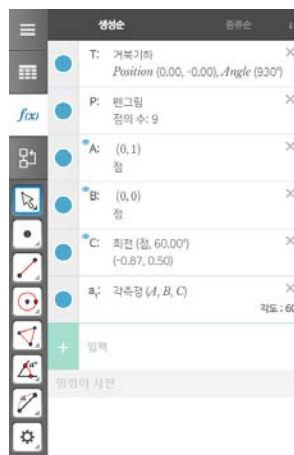 생성순 종류순
T: 거북기하
Position (0.00, -0.00), Angle (930°)
P: 펜그림
점의 수: 9
f(x)
A: (0, 1)
점
B: (0,0)
점
C: 회전 (점, 60.00°)
(-0.87, 0.50)
a₁: 각측정 (A, B, C)
각도 : 60
+ 입력
명령어 사전